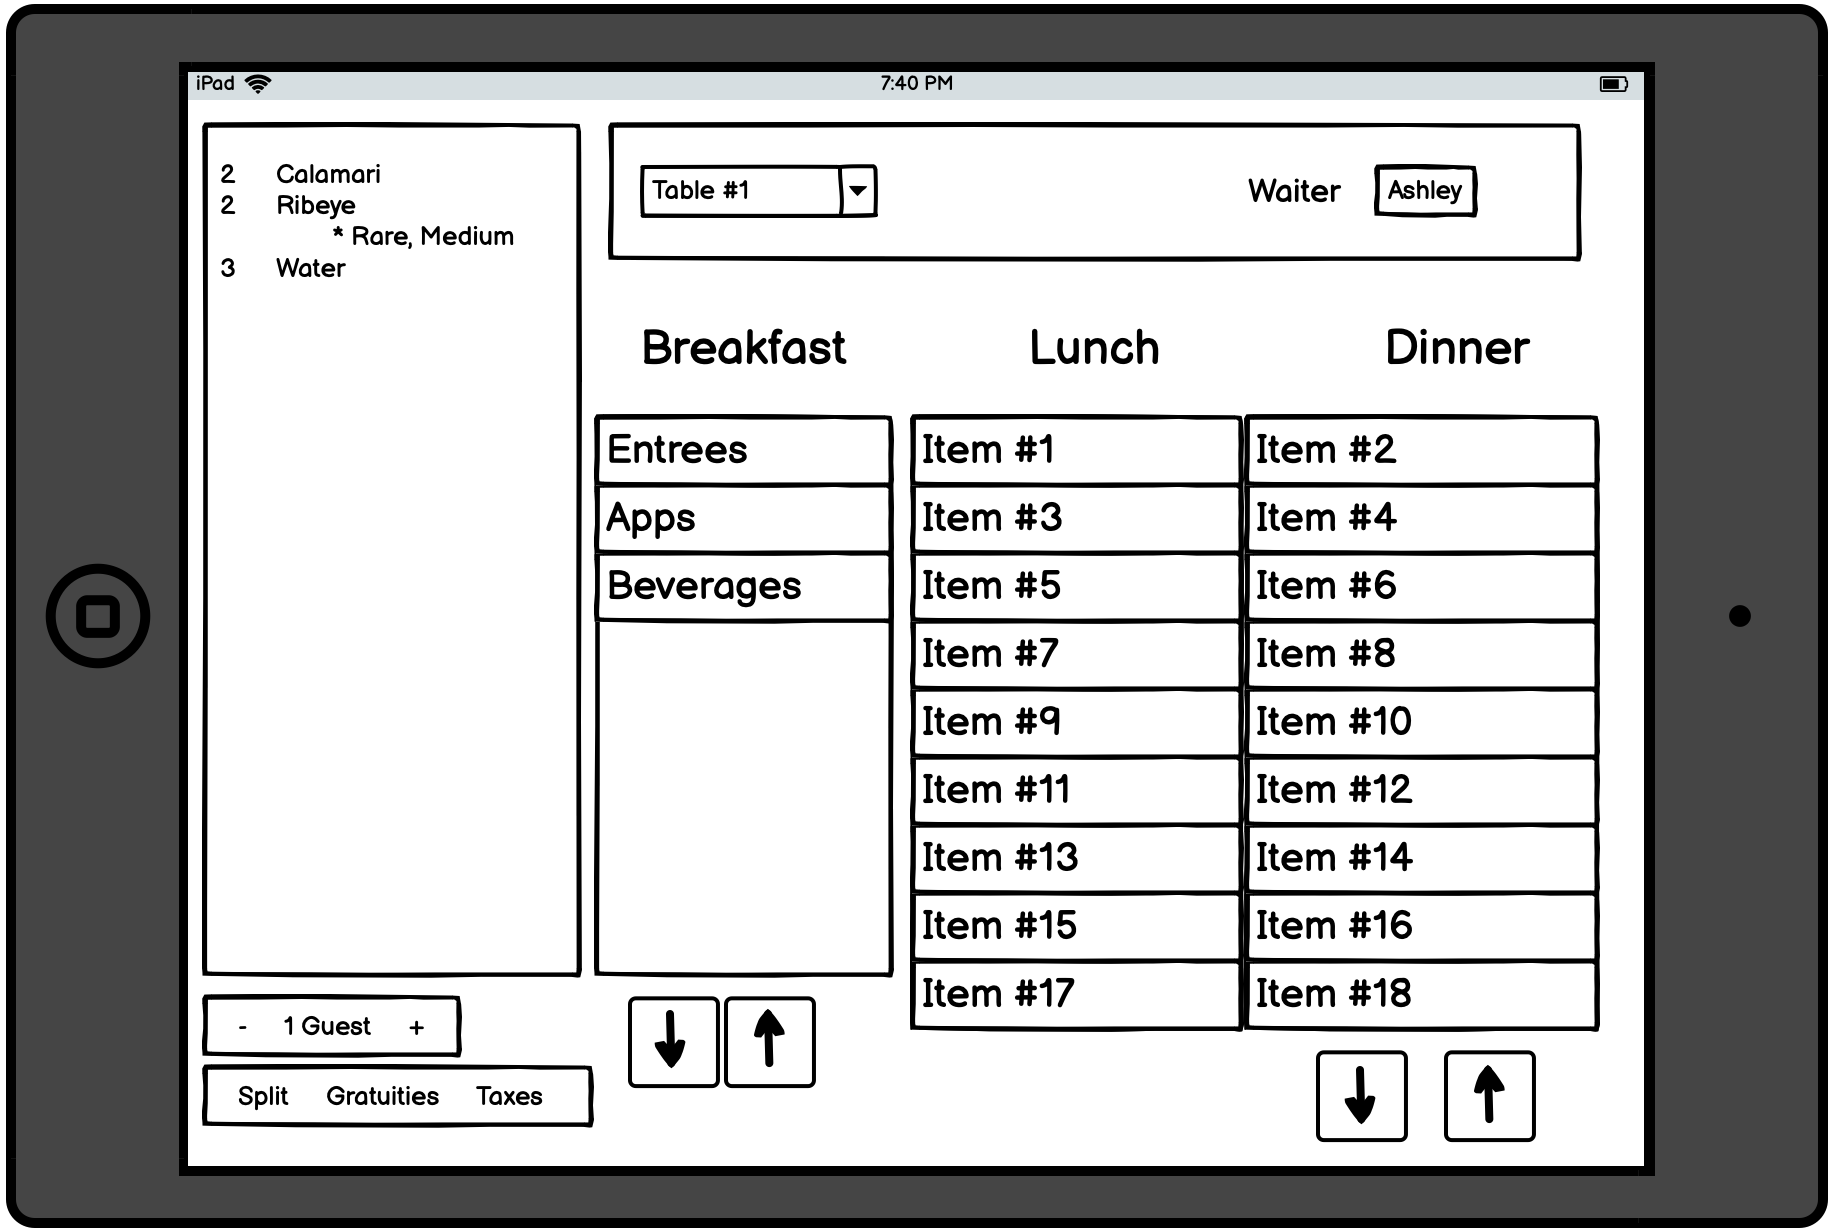 iPad 7:40 PM
2 Calamari
2 Ribeye
* Rare, Medium
3 Water
Table #1 Waiter Ashley
Breakfast Lunch Dinner
Entrees Item #1 Item #2
Apps Item #3 Item #4
Beverages Item #5 Item #6
Item #7 Item #8
Item #9 Item #10
Item #11 Item #12
Item #13 Item #14
Item #15 Item #16
Item #17 Item #18
- 1 Guest +
Split Gratuities Taxes